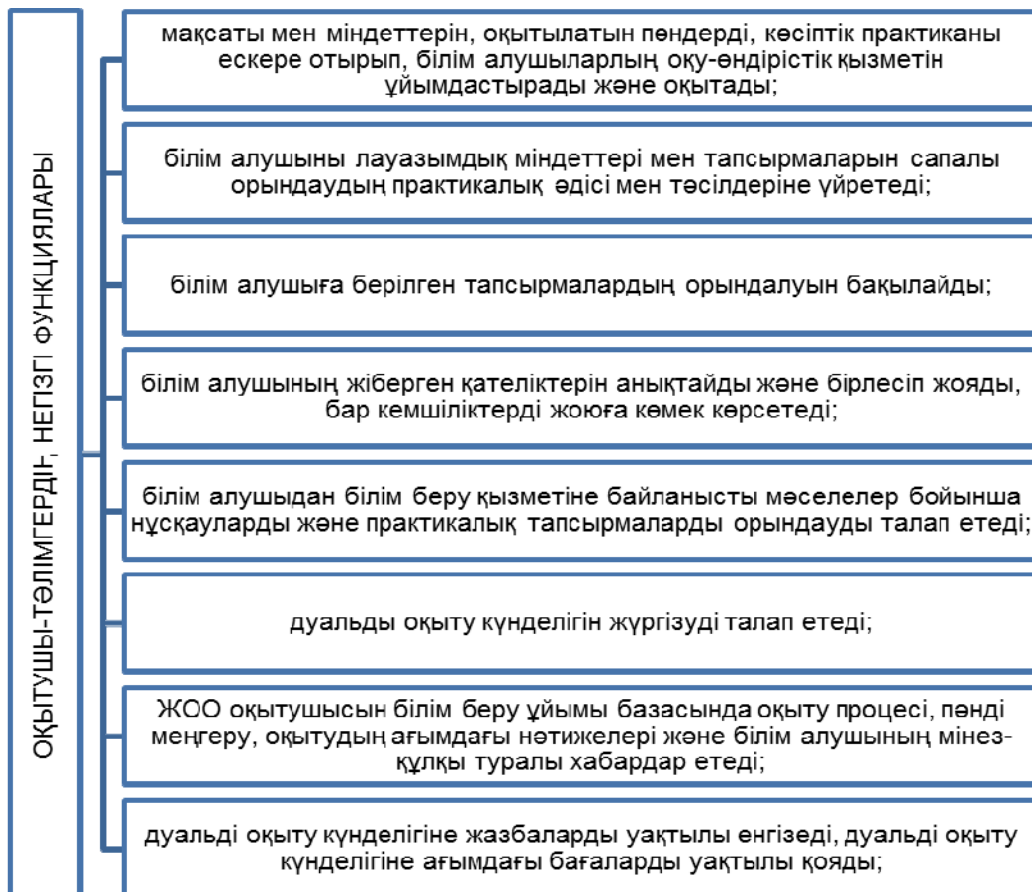 ОҚЫТУШЫ-ТӘЛІМГЕРДІҢ НЕГІЗГІ ФУНКЦИЯЛАРЫ
мақсаты мен міндеттерін, оқытылатын пәндерді, кәсіптік практиканы
ескере отырып, білім алушыларлың оқу-өндірістік қызметін
ұйымдастырады және оқытады;
білім алушыны лауазымдық міндеттері мен тапсырмаларын сапалы
орындаудың практикалық әдісі мен тәсілдеріне үйретеді;
білім алушыға берілген тапсырмалардың орындалуын бақылайды;
білім алушының жіберген қателіктерін анықтайды және бірлесіп жояды,
бар кемшіліктерді жоюға көмек көрсетеді;
білім алушыдан білім беру қызметіне байланысты мәселелер бойынша
нұсқауларды және практикалық тапсырмаларды орындауды талап етеді;
дуальды оқыту күнделігін жүргізуді талап етеді;
ЖОО оқытушысын білім беру ұйымы базасында оқыту процесі, пәнді
меңгеру, оқытудың ағымдағы нәтижелері және білім алушының мінез-
құлқы туралы хабардар етеді;
дуальді оқыту күнделігіне жазбаларды уақтылы енгізеді, дуальді оқыту
күнделігіне ағымдағы бағаларды уақтылы қояды;